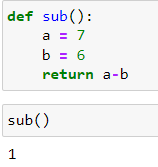 def sub():
    a = 7
    b = 6
    return a-b
sub()
1